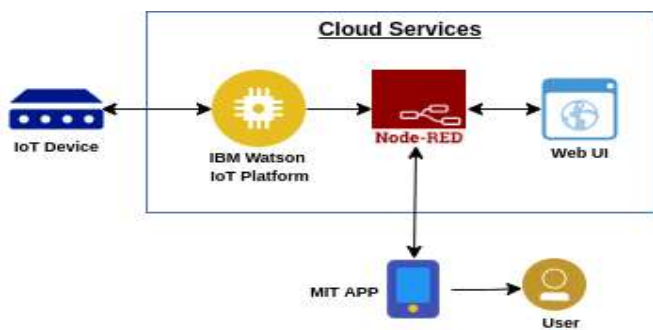 Cloud Services
IoT Device
IBM Watson
IoT Platform
Node-RED
Web UI
MIT APP
User